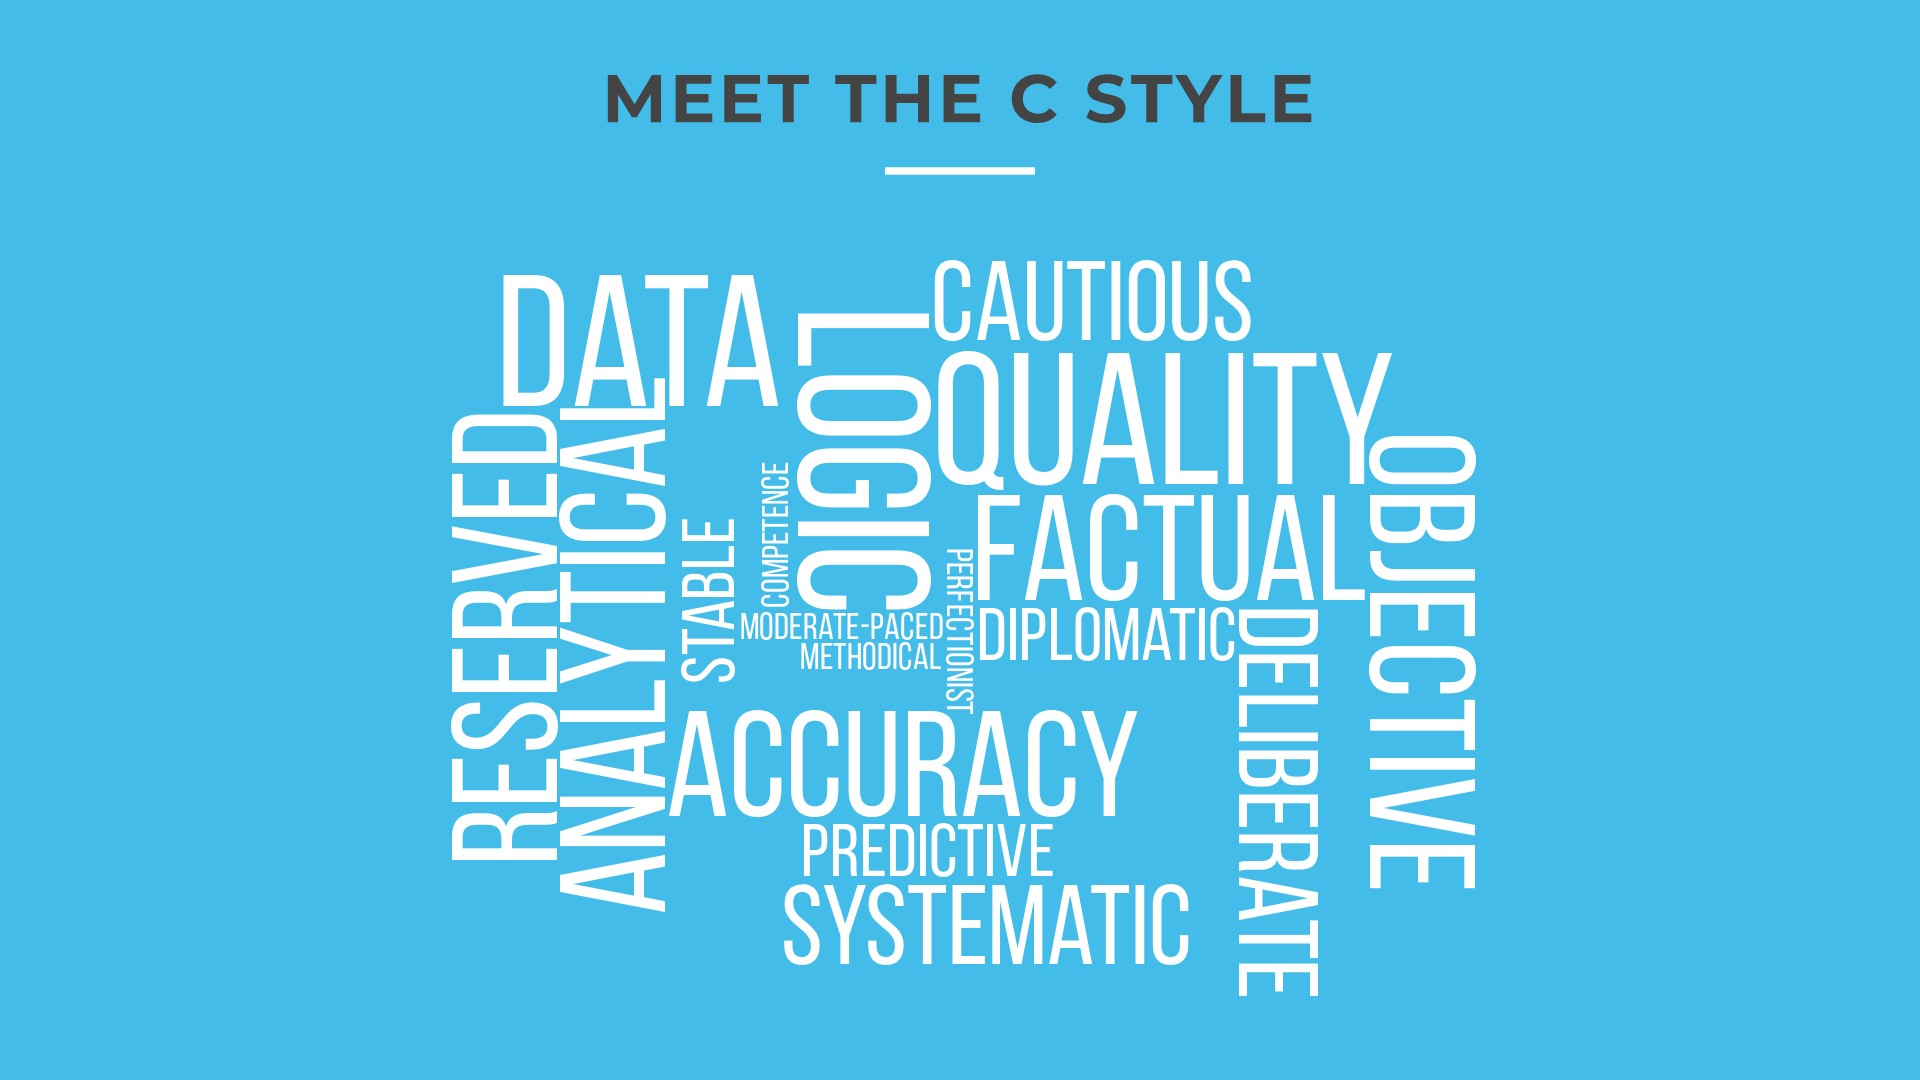 MEET THE C STYLE
DATA
LOGIC
CAUTIOUS
QUALITY
RESERVED
ANALYTICAL
STABLE
COMPETENCE
FACTUAL
OBJECTIVE
PERFECTIONIST
MODERATE-PACED
METHODICAL
DIPLOMATIC
DELIBERATE
ACCURACY
PREDICTIVE
SYSTEMATIC